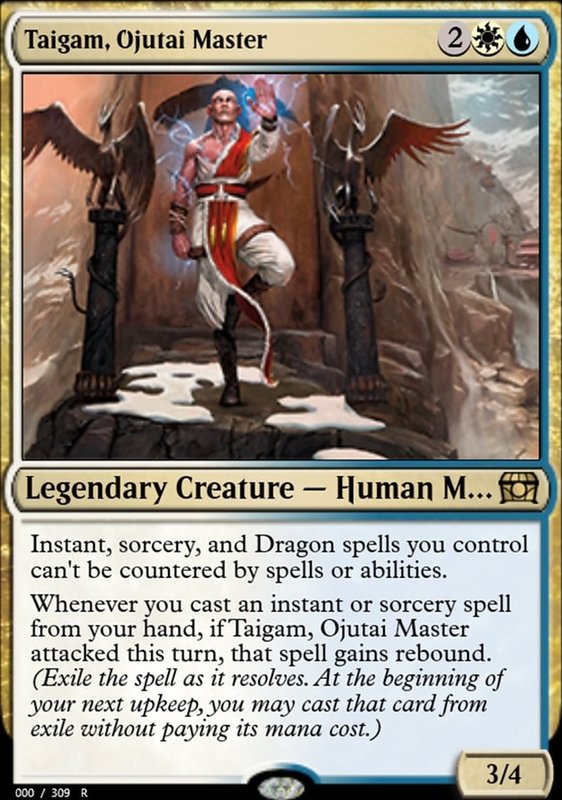 Taigam, Ojutai Master 2
Legendary Creature — Human M...
Instant, sorcery, and Dragon spells you control
can't be countered by spells or abilities.
Whenever you cast an instant or sorcery spell
from your hand, if Taigam, Ojutai Master
attacked this turn, that spell gains rebound.
(Exile the spell as it resolves. At the beginning of
your next upkeep, you may cast that card from
exile without paying its mana cost.)
3/4
000 / 309 R